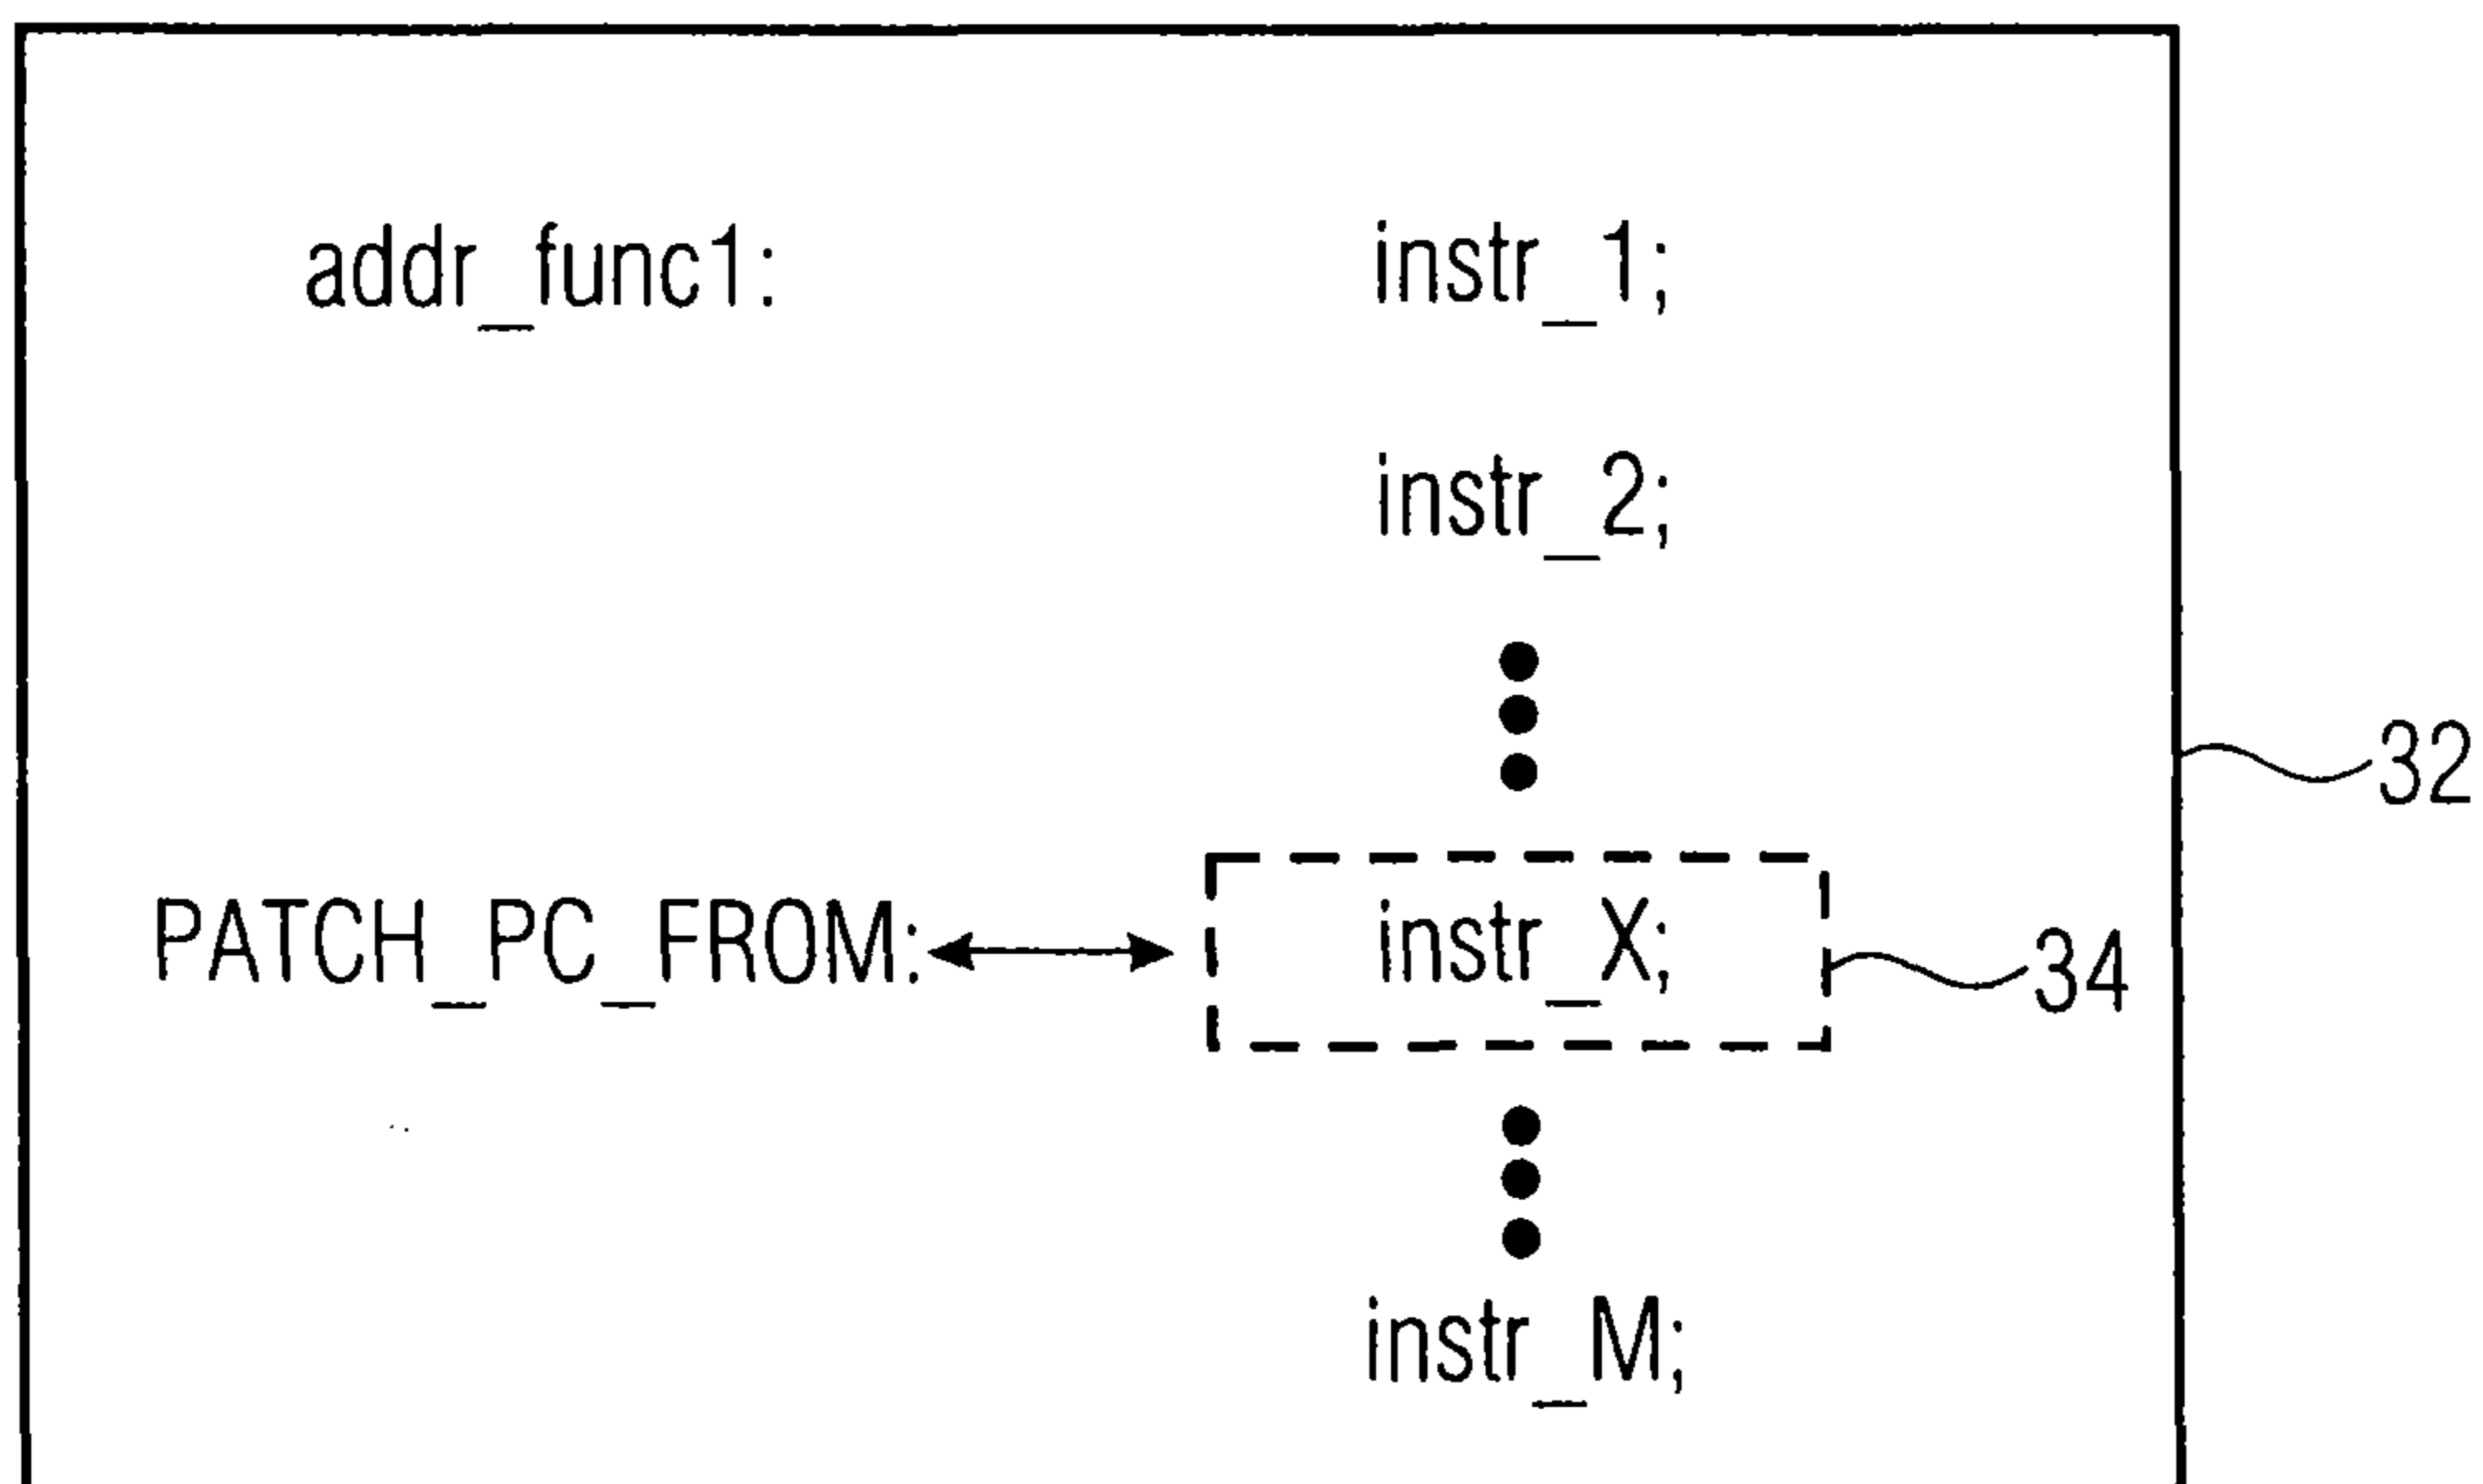 addr_func1: instr_1;
instr_2;
32
PATCH_PC_FROM: instr_X;
34
instr_M;